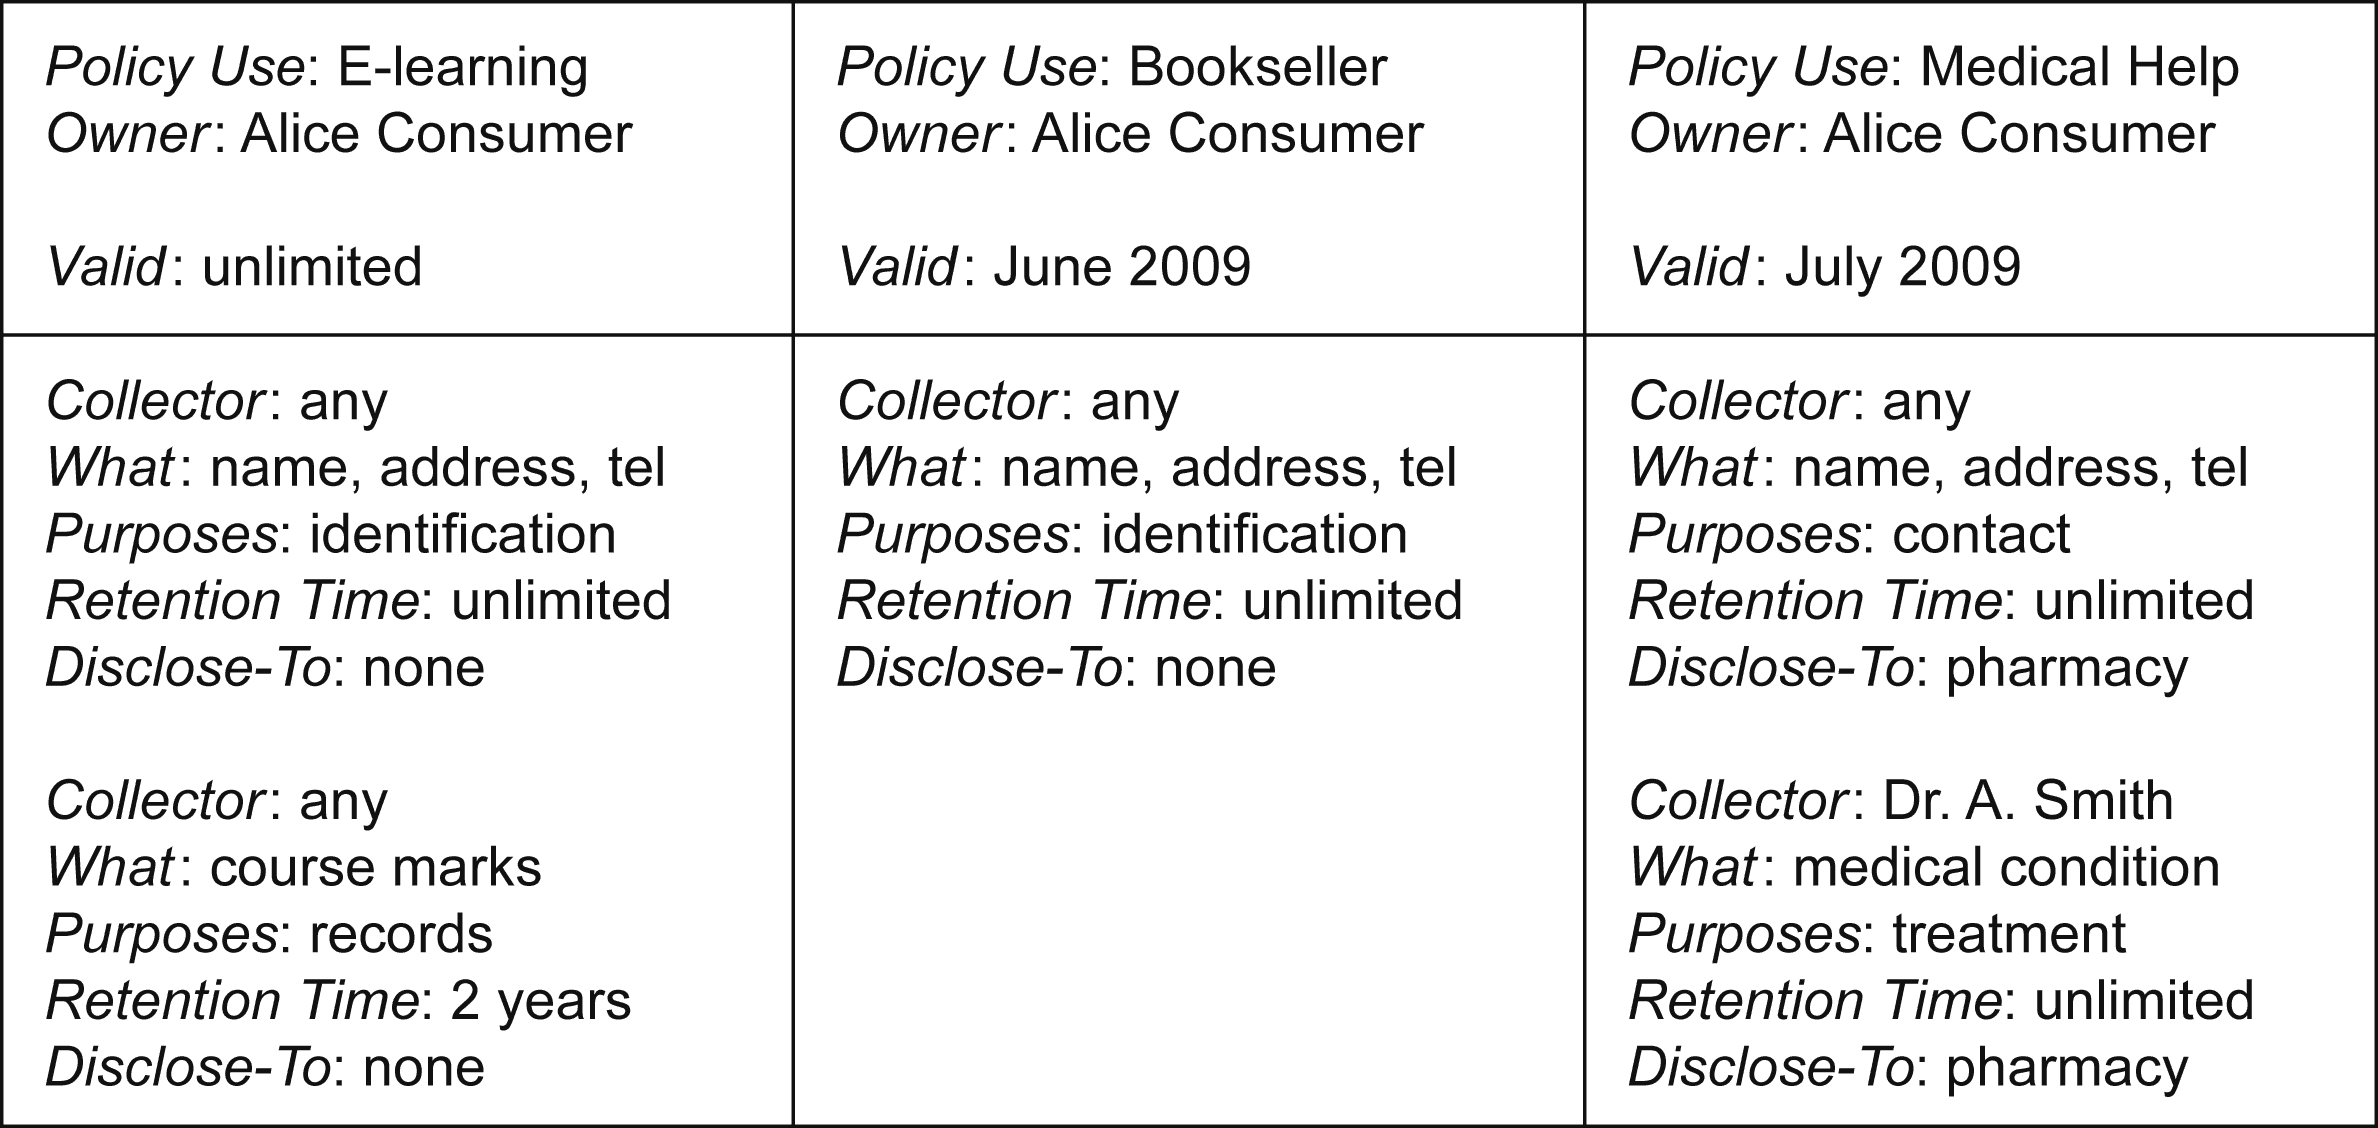 Policy Use: E-learning
Owner: Alice Consumer
Valid: unlimited
Collector: any
What: name, address, tel
Purposes: identification
Retention Time: unlimited
Disclose-To: none
Collector: any
What: course marks
Purposes: records
Retention Time: 2 years
Disclose-To: none
Policy Use: Bookseller
Owner: Alice Consumer
Valid: June 2009
Collector: any
What: name, address, tel
Purposes: identification
Retention Time: unlimited
Disclose-To: none
Policy Use: Medical Help
Owner: Alice Consumer
Valid: July 2009
Collector: any
What: name, address, tel
Purposes: contact
Retention Time: unlimited
Disclose-To: pharmacy
Collector: Dr. A. Smith
What: medical condition
Purposes: treatment
Retention Time: unlimited
Disclose-To: pharmacy